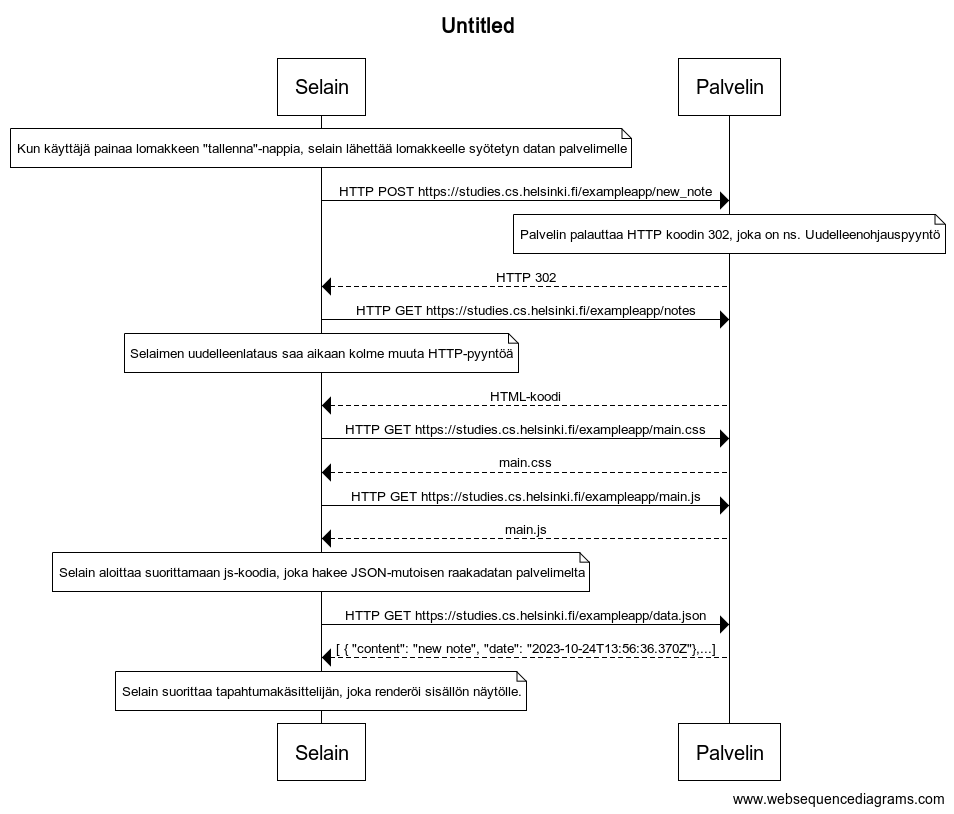 Untitled
Selain
Palvelin
Kun käyttäjä painaa lomakkeen "tallenna"-nappia, selain lähettää lomakkeelle syötetyn datan palvelimelle
HTTP POST https://studies.cs.helsinki.fi/exampleapp/new_note
Palvelin palauttaa HTTP koodin 302, joka on ns. Uudelleenohjauspyyntö
HTTP 302
HTTP GET https://studies.cs.helsinki.fi/exampleapp/notes
Selaimen uudelleenlataus saa aikaan kolme muuta HTTP-pyyntöä
HTML-koodi
HTTP GET https://studies.cs.helsinki.fi/exampleapp/main.css
main.css
HTTP GET https://studies.cs.helsinki.fi/exampleapp/main.js
main.js
Selain aloittaa suorittamaan js-koodia, joka hakee JSON-mutoisen raakadatan palvelimelta
HTTP GET https://studies.cs.helsinki.fi/exampleapp/data.json
[ { "content": "new note", "date": "2023-10-24T13:56:36.370Z"},...]
Selain suorittaa tapahtumakäsittelijän, joka renderöi sisällön näytölle.
Selain
Palvelin
www.websequencediagrams.com